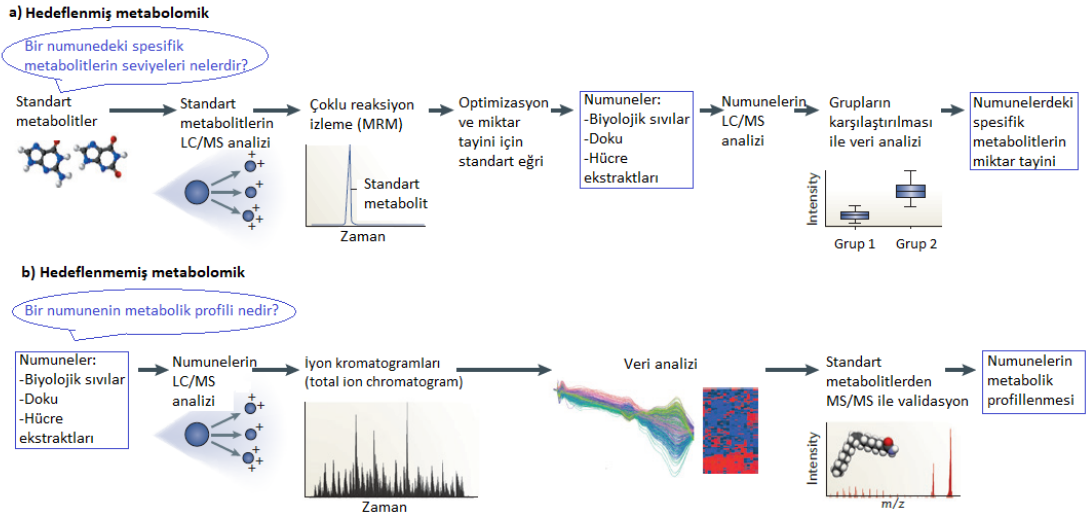 a) Hedeflenmiş metabolomik
Bir numunedeki spesifik
metabolitlerin seviyeleri nelerdir?
Standart
metabolitler
Standart
metabolitlerin
LC/MS analizi
+
+
+
+
+
+
Çoklu reaksiyon
izleme (MRM)
Standart
metabolit
Zaman
Optimizasyon
ve miktar
tayini için
standart eğri
Numuneler:
-Biyolojik sıvılar
-Doku
-Hücre
ekstraktları
Numunelerin
LC/MS
analizi
Grupların
karşılaştırılması
ile veri analizi
Intensity
Grup 1
Grup 2
Numunelerdeki
spesifik
metabolitlerin
miktar tayini
b) Hedeflenmemiş metabolomik
Bir numunenin metabolik profili nedir?
Numuneler:
-Biyolojik sıvılar
-Doku
-Hücre
ekstraktları
Numunelerin
LC/MS
analizi
+
+
+
+
+
+
İyon kromatogramları
(total ion chromatogram)
Zaman
Veri analizi
Standart
metabolitlerden
MS/MS ile validasyon
Intensity
m/z
Numunelerin
metabolik
profillenmesi